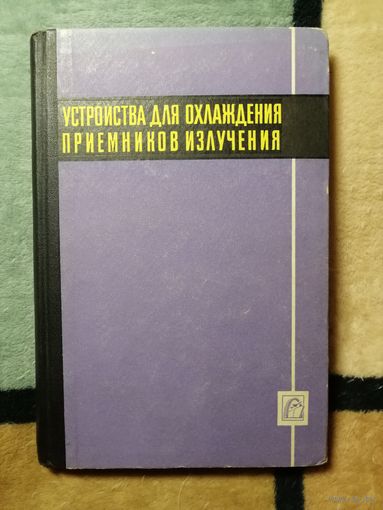 УСТРОЙСТВА ДЛЯ ОХЛАЖДЕНИЯ
ПРИЕМНИКОВ ИЗЛУЧЕНИЯ